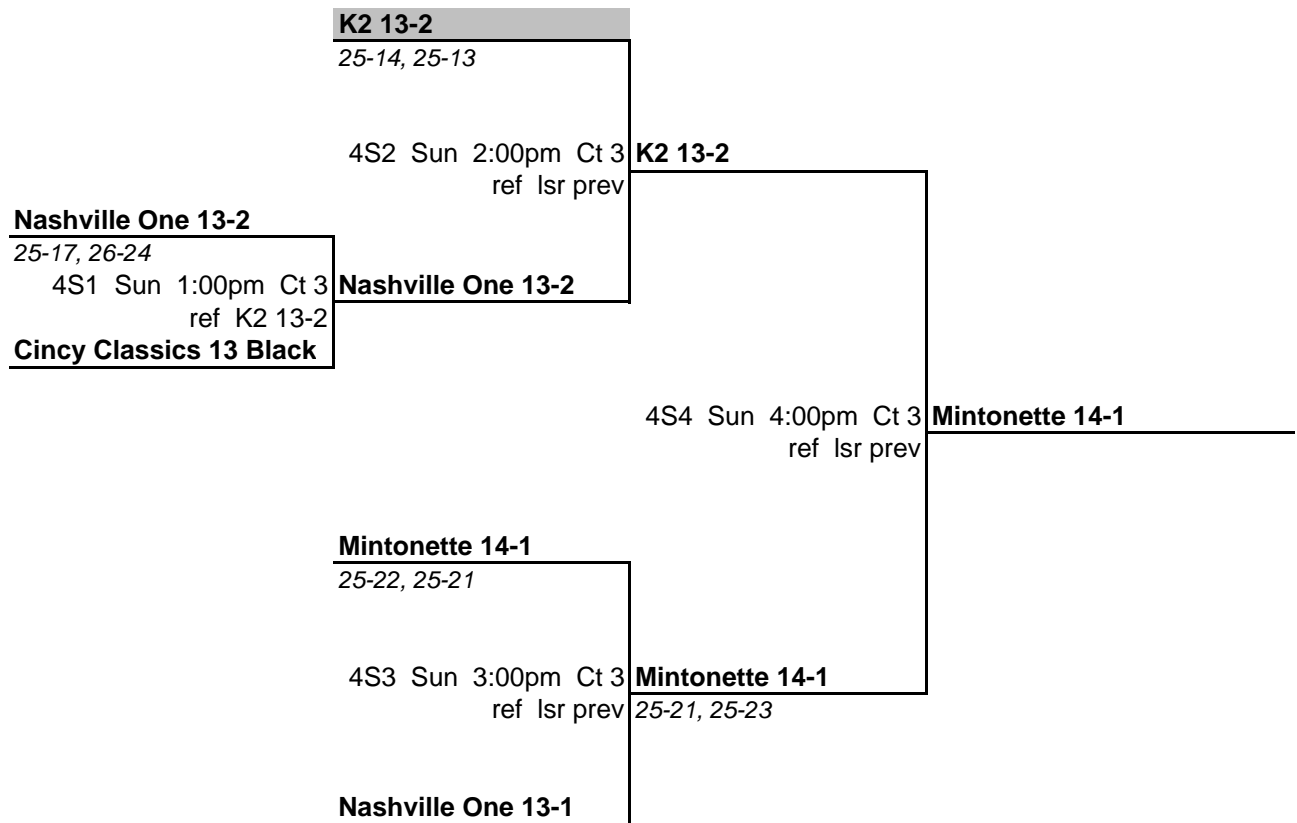 K2 13-2
25-14, 25-13
4S2 Sun 2:00pm Ct 3 K2 13-2
ref lsr prev
Nashville One 13-2
25-17, 26-24
4S1 Sun 1:00pm Ct 3 Nashville One 13-2
ref K2 13-2
Cincy Classics 13 Black
4S4 Sun 4:00pm Ct 3 Mintonette 14-1
ref lsr prev
Mintonette 14-1
25-22, 25-21
4S3 Sun 3:00pm Ct 3 Mintonette 14-1
ref lsr prev 25-21, 25-23
Nashville One 13-1